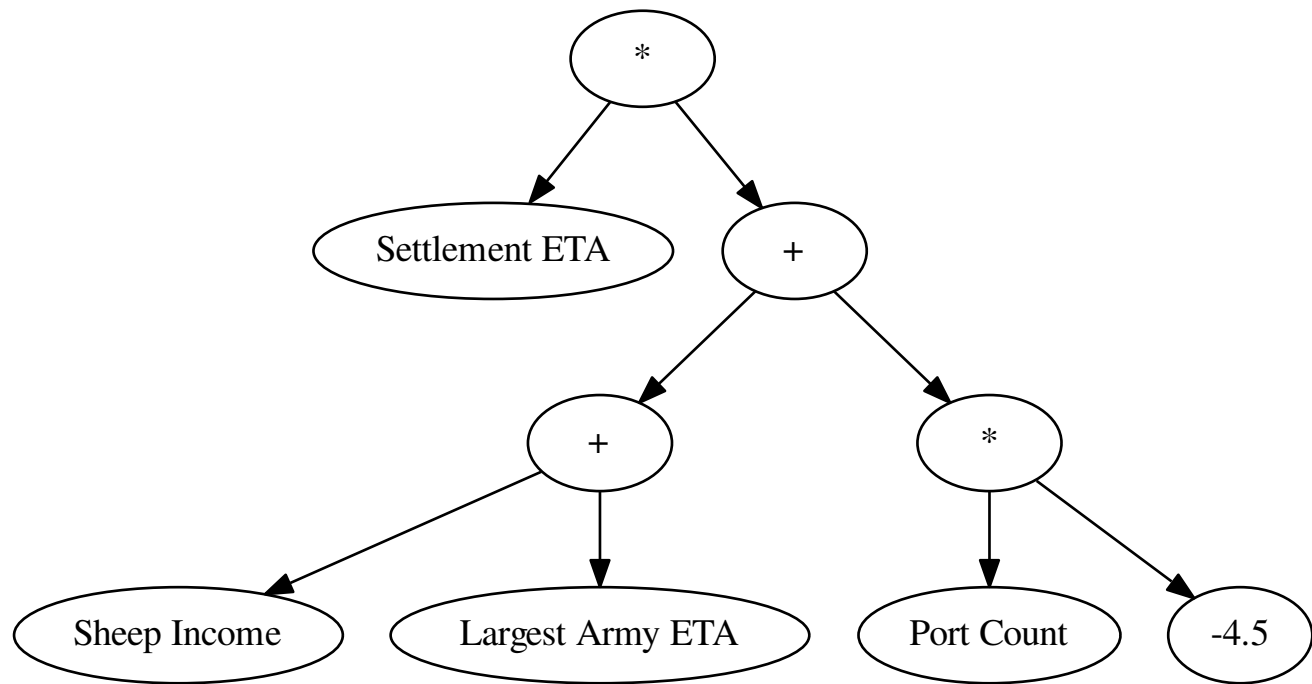 *
Settlement ETA
+
+
*
Sheep Income
Largest Army ETA
Port Count
-4.5